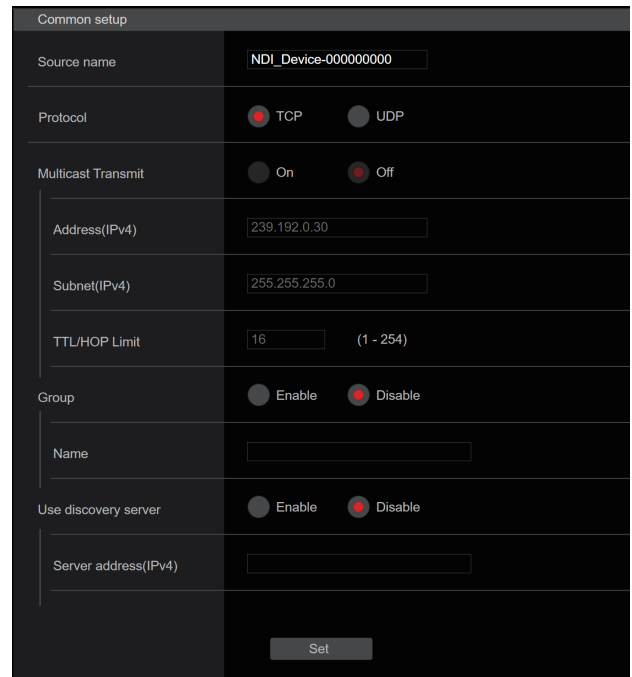 Common setup
Source name NDI_Device-000000000
Protocol TCP UDP
Multicast Transmit On Off
Address(IPv4) 239.192.0.30
Subnet(IPv4) 255.255.255.0
TTL/HOP Limit 16 (1 - 254)
Group Enable Disable
Name
Use discovery server Enable Disable
Server address(IPv4)
Set